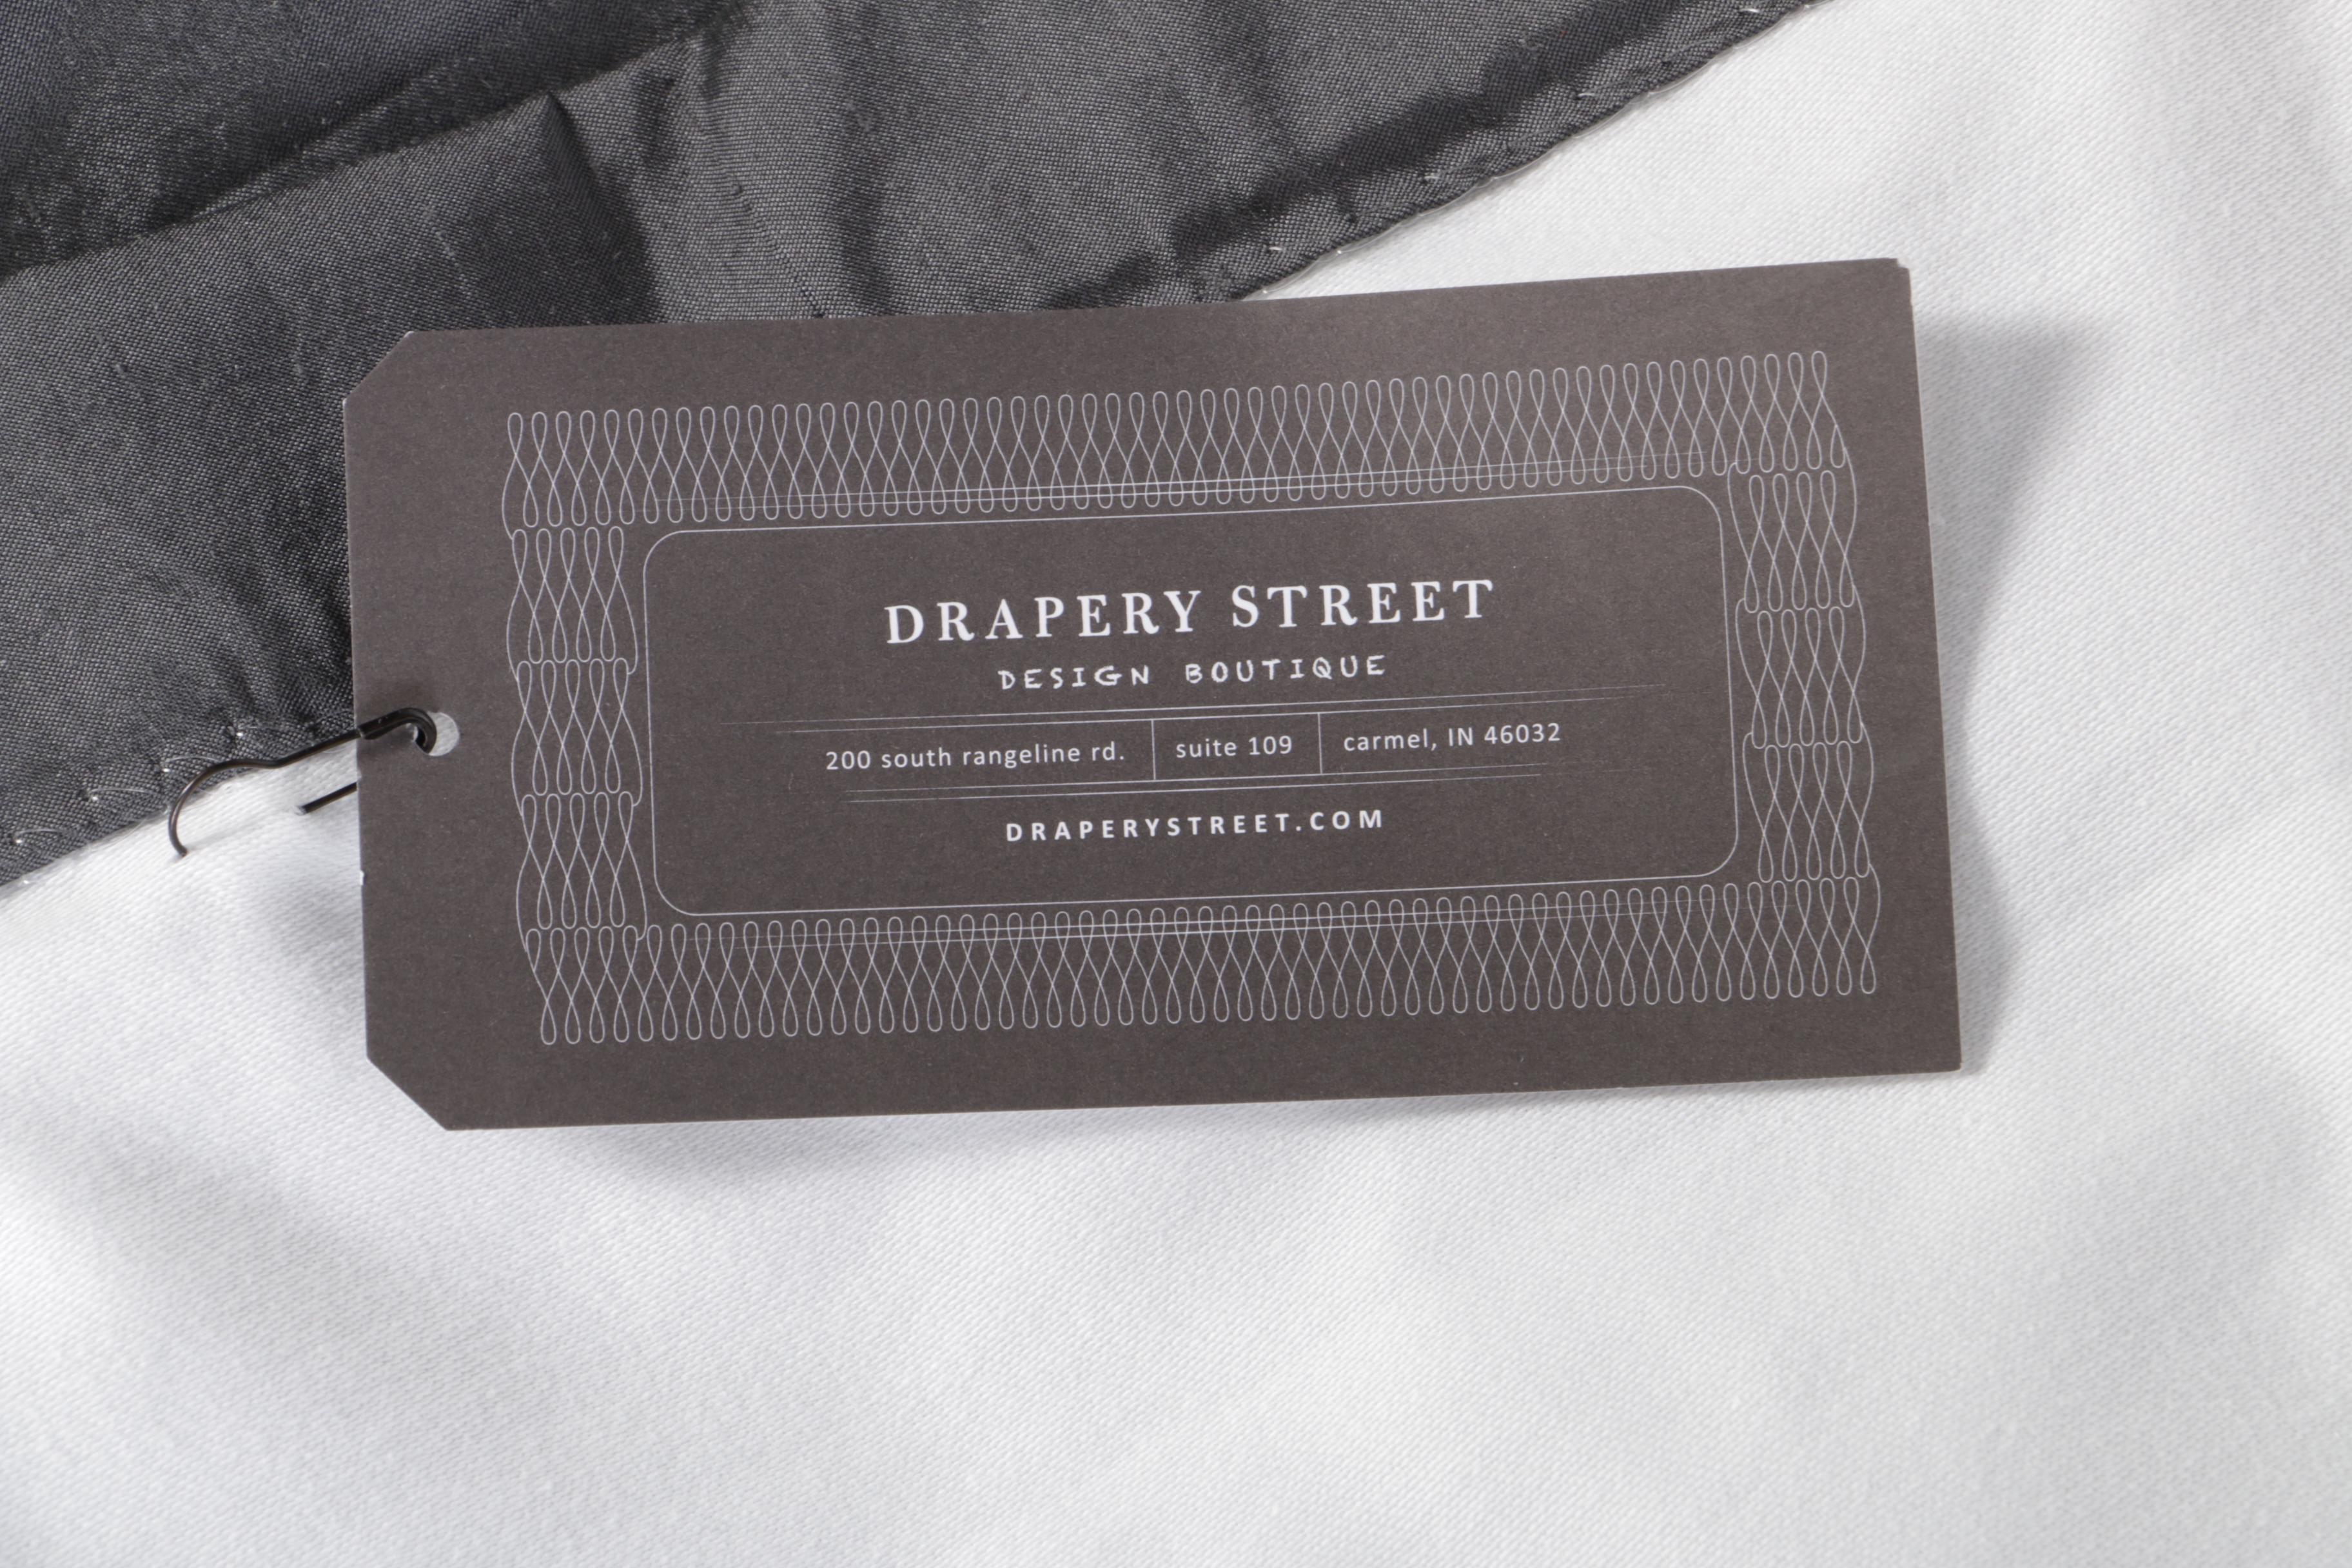 DRAPERY STREET
DESIGN BOUTIQUE
200 south rangeline rd. suite 109 carmel, IN 46032
DRAPERYSTREET.COM